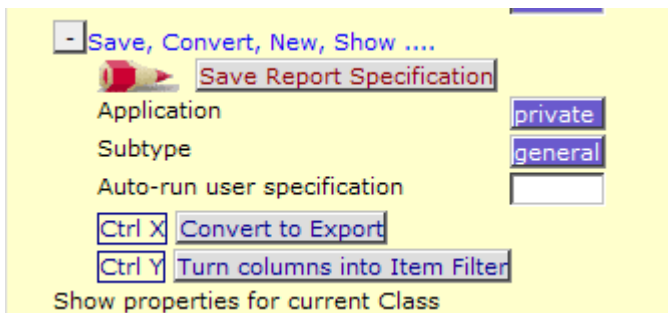 - Save, Convert, New, Show ....
Save Report Specification
Application private
Subtype general
Auto-run user specification
Ctrl X Convert to Export
Ctrl Y Turn columns into Item Filter
Show properties for current Class